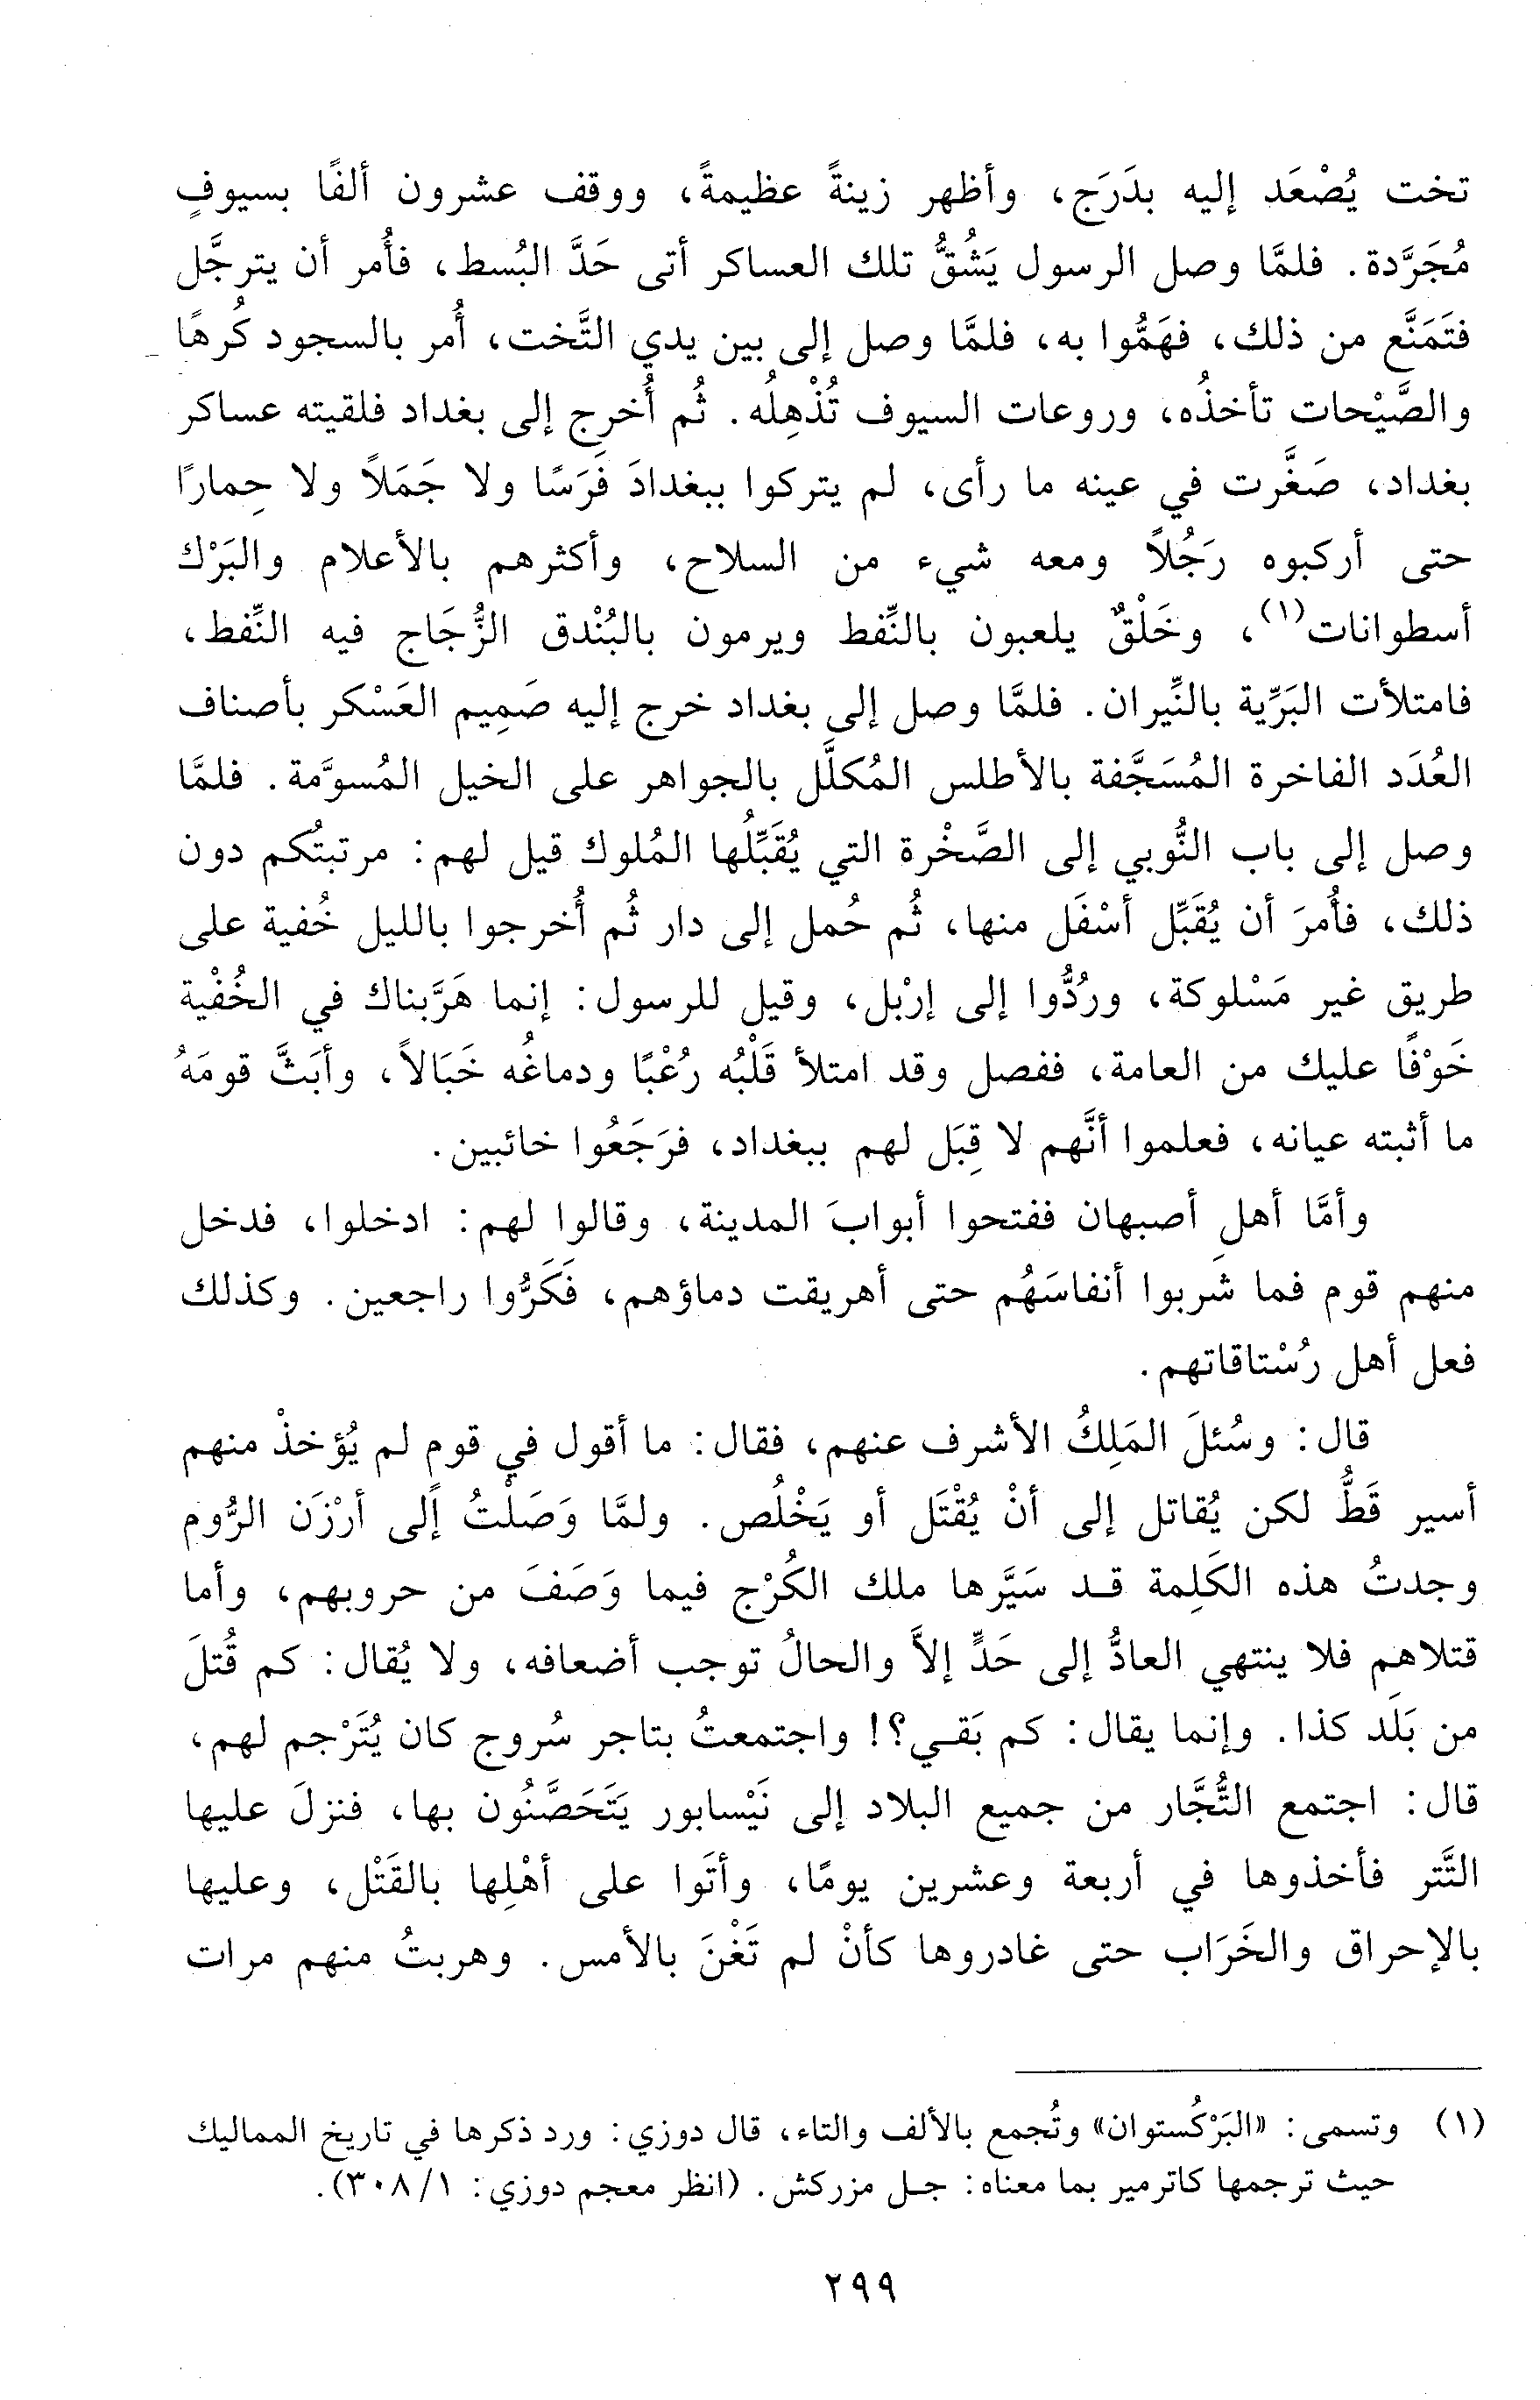 تخت يُصْعَد إليه بدَرَج، وأظهر زينةً عظيمةً، ووقف عشرون ألفًا بسيوفٍ
مُجَرَّدة. فلمَّا وصل الرسول يَشُقُّ تلك العساكر أتى حَدَّ البُسط، فأُمر أن يترجَّل
فتَمَنَّع من ذلك، فهَمُّوا به، فلمَّا وصل إلى بين يدي التَّخت، أُمر بالسجود كُرهًا
والصَّيْحات تأخذُه، وروعات السيوف تُذْهِلُه. ثُم أُخرِج إلى بغداد فلقيته عساكر
بغداد، صَغَّرت في عينه ما رأى، لم يتركوا ببغدادَ فَرَسًا ولا جَمَلاً ولا حِمارًا
حتى أركبوه رَجُلاً ومعه شيء من السلاح، وأكثرهم بالأعلام والبَرْك
أسطوانات(١)، وخَلْقٌ يلعبون بالنِّفط ويرمون بالبُنْدق الزُّجَاج فيه النِّفط،
فامتلأت البَرِّية بالنِّيران. فلمَّا وصل إلى بغداد خرج إليه صَمِيم العَسْكر بأصناف
العُدَد الفاخرة المُسَجَّفة بالأطلس المُكلَّل بالجواهر على الخيل المُسوَّمة. فلمَّا
وصل إلى باب النُّوبي إلى الصَّخْرة التي يُقَبِّلُها المُلوك قيل لهم: مرتبتُكم دون
ذلك، فأُمرَ أن يُقَبِّل أسْفَل منها، ثُم حُمل إلى دار ثُم أُخرجوا بالليل خُفية على
طريق غير مَسْلوكة، ورُدُّوا إلى إرْبل، وقيل للرسول: إنما هَرَّبناك في الخُفْية
خَوْفًا عليك من العامة، ففصل وقد امتلأ قَلْبُه رُعْبًا ودماغُه خَبَالاً، وأبَثَّ قومَهُ
ما أثبته عيانه، فعلموا أنَّهم لا قِبَل لهم ببغداد، فرَجَعُوا خائبين.
وأمَّا أهل أصبهان ففتحوا أبوابَ المدينة، وقالوا لهم: ادخلوا، فدخل
منهم قوم فما شَرِبوا أنفاسَهُم حتى أهريقت دماؤهم، فَكَرُّوا راجعين. وكذلك
فعل أهل رُسْتاقاتهم.
قال: وسُئلَ المَلِكُ الأشرف عنهم، فقال: ما أقول في قوم لم يُؤخذْ منهم
أسير قَطُّ لكن يُقاتل إلى أنْ يُقْتَل أو يَخْلُص. ولمَّا وَصَلْتُ إلى أرْزَن الرُّوم
وجدتُ هذه الكَلِمة قد سَيَّرها ملك الكُرْج فيما وَصَفَ من حروبهم، وأما
قتلاهم فلا ينتهي العادُّ إلى حَدٍّ إلاَّ والحالُ توجب أضعافه، ولا يُقال: كم قُتلَ
من بَلَد كذا. وإنما يقال: كم بَقي؟! واجتمعتُ بتاجر سُروج كان يُتَرْجم لهم،
قال: اجتمع التُّجَّار من جميع البلاد إلى نَيْسابور يَتَحَصَّنُون بها، فنزلَ عليها
التَّتر فأخذوها في أربعة وعشرين يومًا، وأتَوا على أهْلِها بالقَتْل، وعليها
بالإحراق والخَرَاب حتى غادروها كأنْ لم تَغْنَ بالأمس. وهربتُ منهم مرات
(١) وتسمى: «البَرْكُستوان» وتُجمع بالألف والتاء، قال دوزي: ورد ذكرها في تاريخ المماليك
حيث ترجمها كاترمير بما معناه: جل مزركش. (انظر معجم دوزي: ١/ ٣٠٨).
٢٩٩